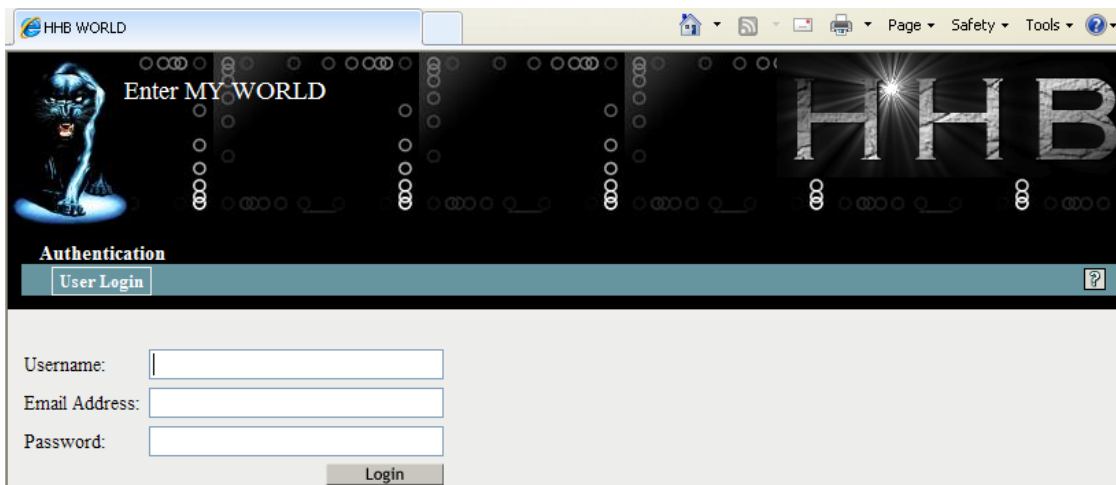 HHB WORLD
Page Safety Tools ?
Enter MY WORLD
HHB
Authentication
User Login
?
Username:
Email Address:
Password:
Login